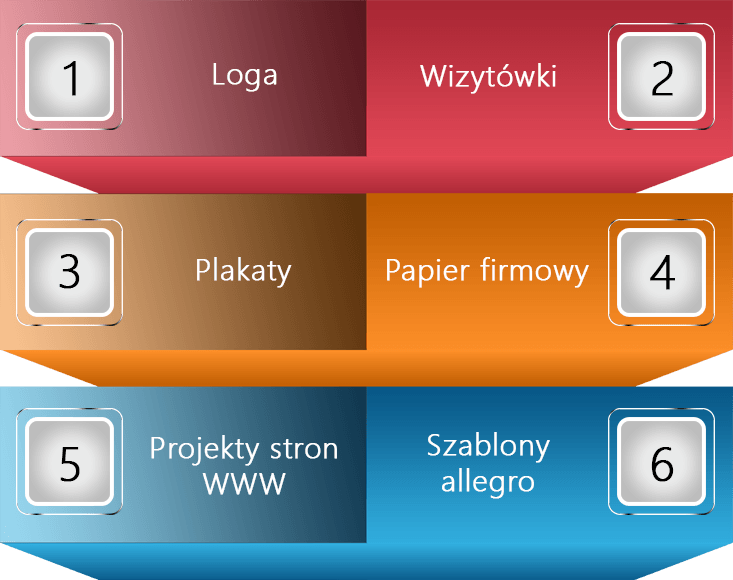 1
Loga
Wizytówki
2
3
Plakaty
Papier firmowy
4
5
Projekty stron
WWW
Szablony
allegro
6